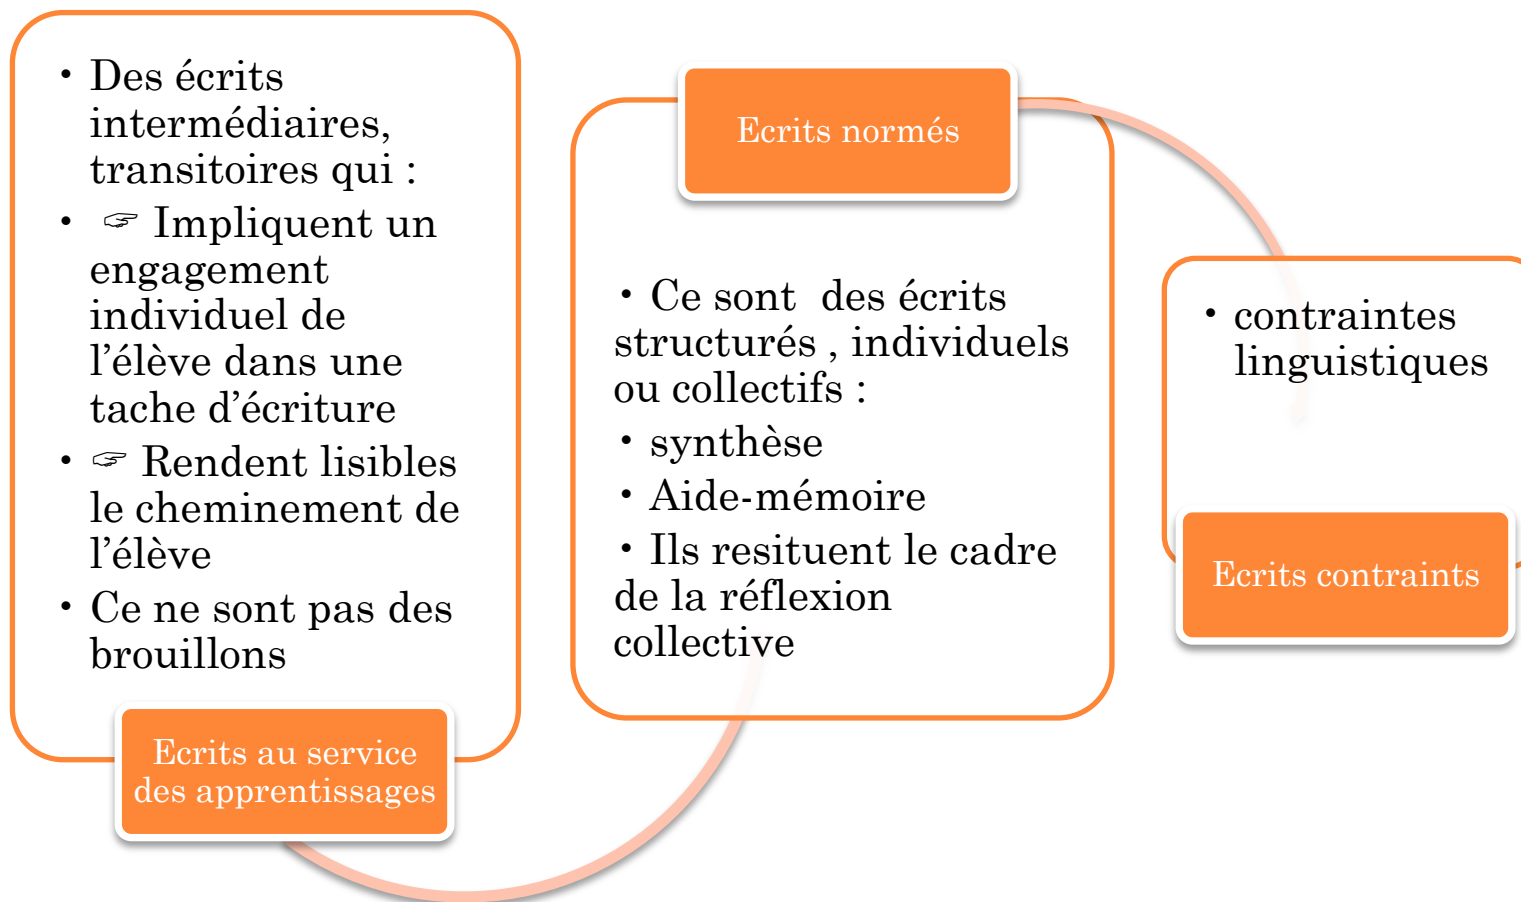 • Des écrits
intermédiaires,
transitoires qui :
• ☞ Impliquent un
engagement
individuel de
l’élève dans une
tache d’écriture
• ☞ Rendent lisibles
le cheminement de
l’élève
• Ce ne sont pas des
brouillons
Ecrits au service
des apprentissages
Ecrits normés
• Ce sont  des écrits
structurés , individuels
ou collectifs :
• synthèse
• Aide-mémoire
• Ils resituent le cadre
de la réflexion
collective
• contraintes
linguistiques
Ecrits contraints